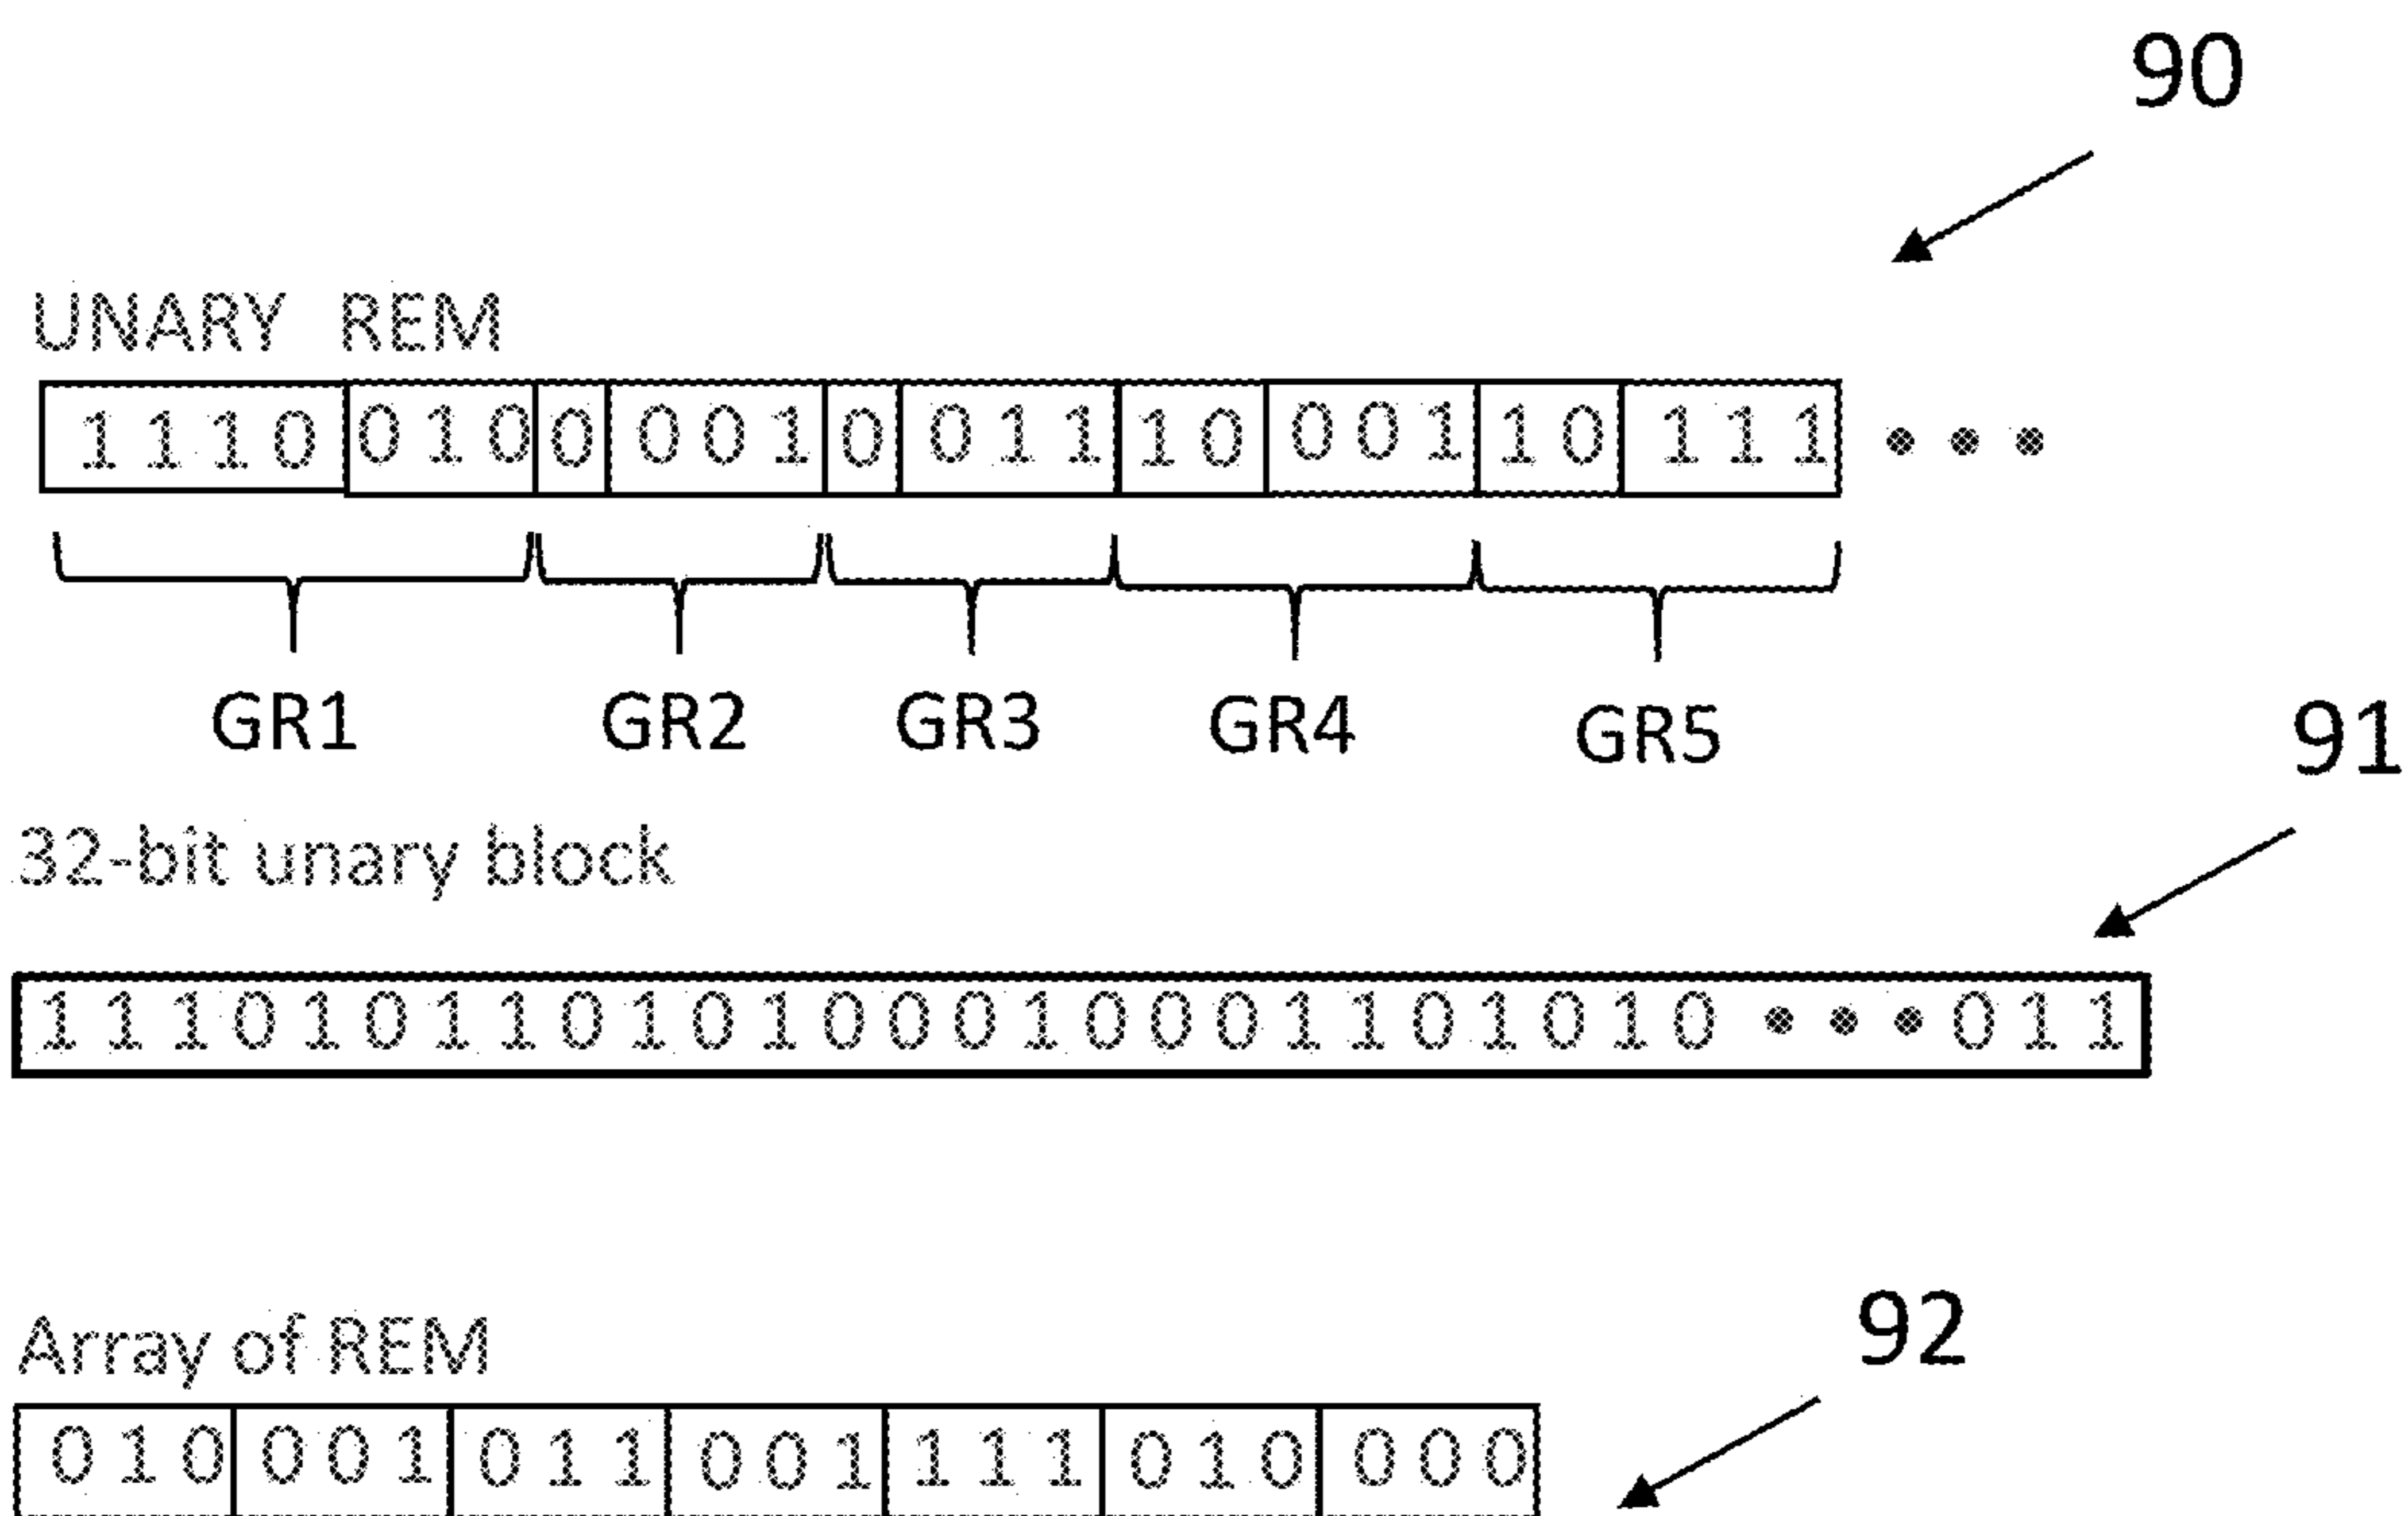 90
UNARY REM
1110 010 0 001 0 011 10 001 10 111 • • •
GR1 GR2 GR3 GR4 GR5
91
32-bit unary block
11101011010100010001101010 • • • 011
92
Array of REM
010 001 011 001 111 010 000